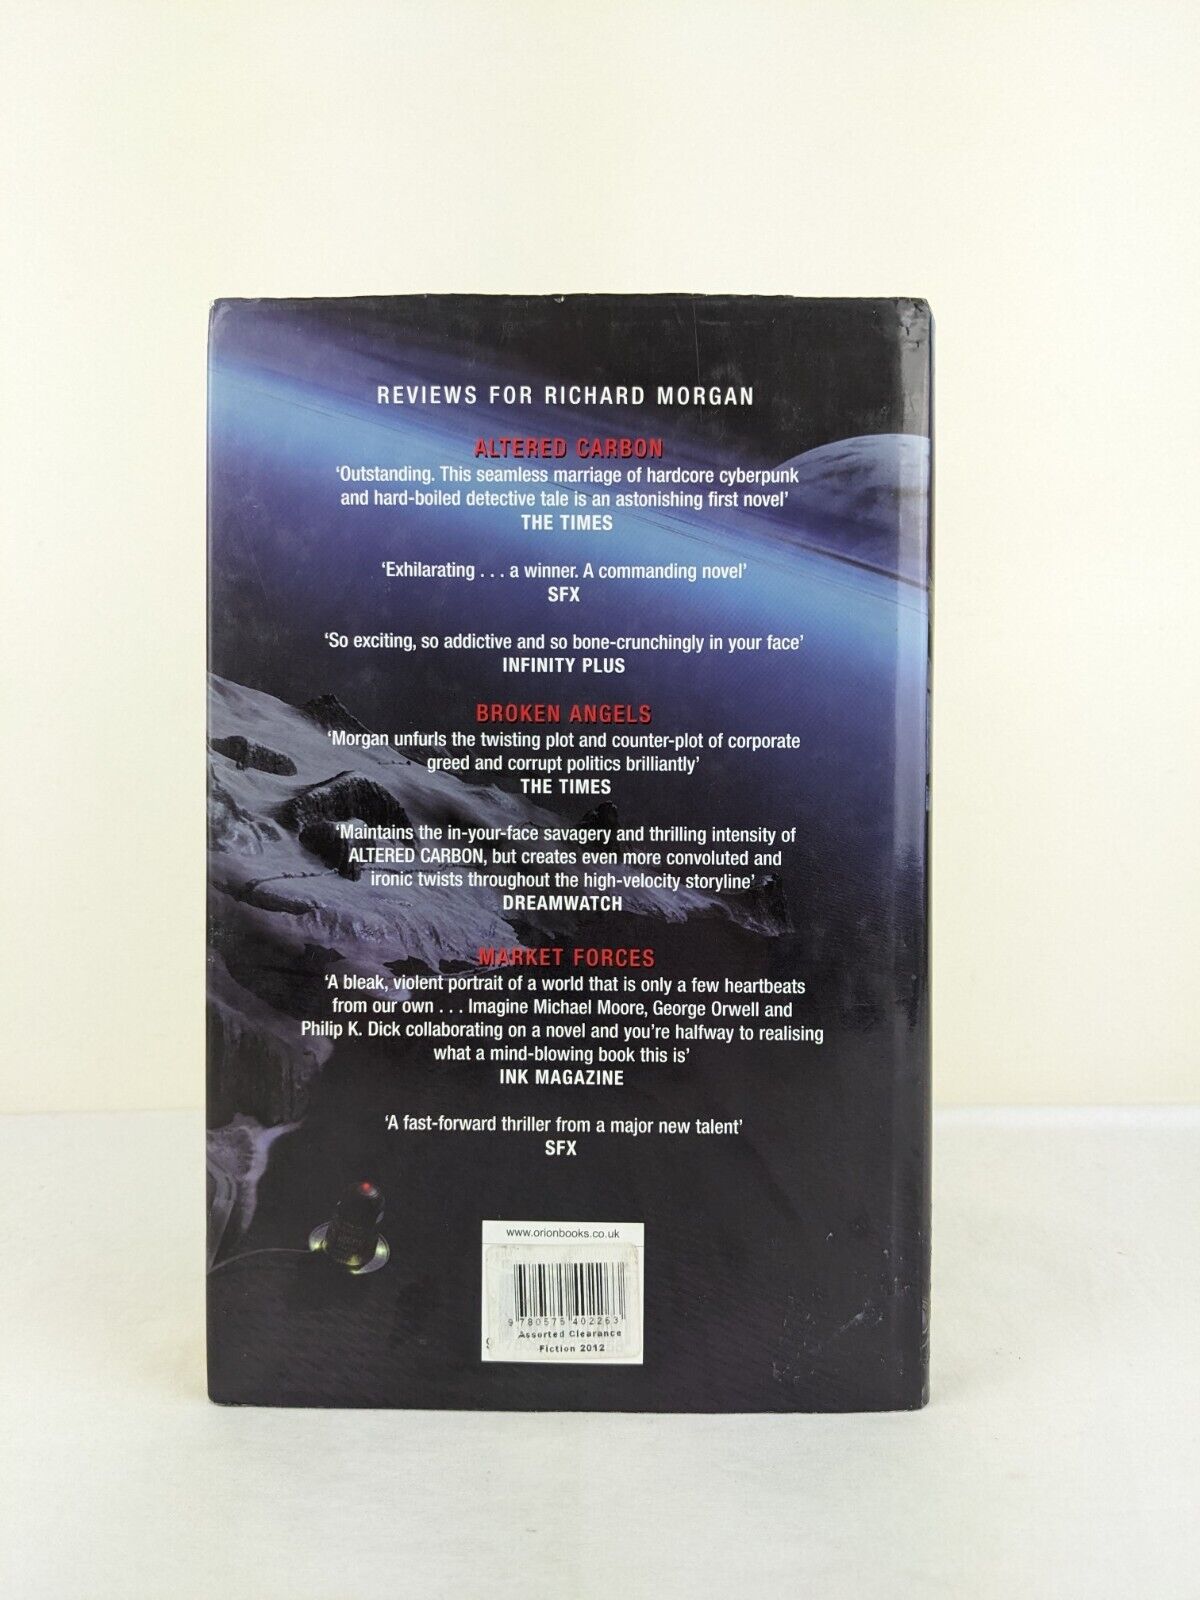 REVIEWS FOR RICHARD MORGAN
ALTERED CARBON
‘Outstanding. This seamless marriage of hardcore cyberpunk
and hard-boiled detective tale is an astonishing first novel’
THE TIMES
‘Exhilarating . . . a winner. A commanding novel’
SFX
‘So exciting, so addictive and so bone-crunchingly in your face’
INFINITY PLUS
BROKEN ANGELS
‘Morgan unfurls the twisting plot and counter-plot of corporate
greed and corrupt politics brilliantly’
THE TIMES
‘Maintains the in-your-face savagery and thrilling intensity of
ALTERED CARBON, but creates even more convoluted and
ironic twists throughout the high-velocity storyline’
DREAMWATCH
MARKET FORCES
‘A bleak, violent portrait of a world that is only a few heartbeats
from our own . . . Imagine Michael Moore, George Orwell and
Philip K. Dick collaborating on a novel and you’re halfway to realising
what a mind-blowing book this is’
INK MAGAZINE
‘A fast-forward thriller from a major new talent’
SFX
www.orionbooks.co.uk
9 780575 402263
Assorted Clearance
Fiction 2012